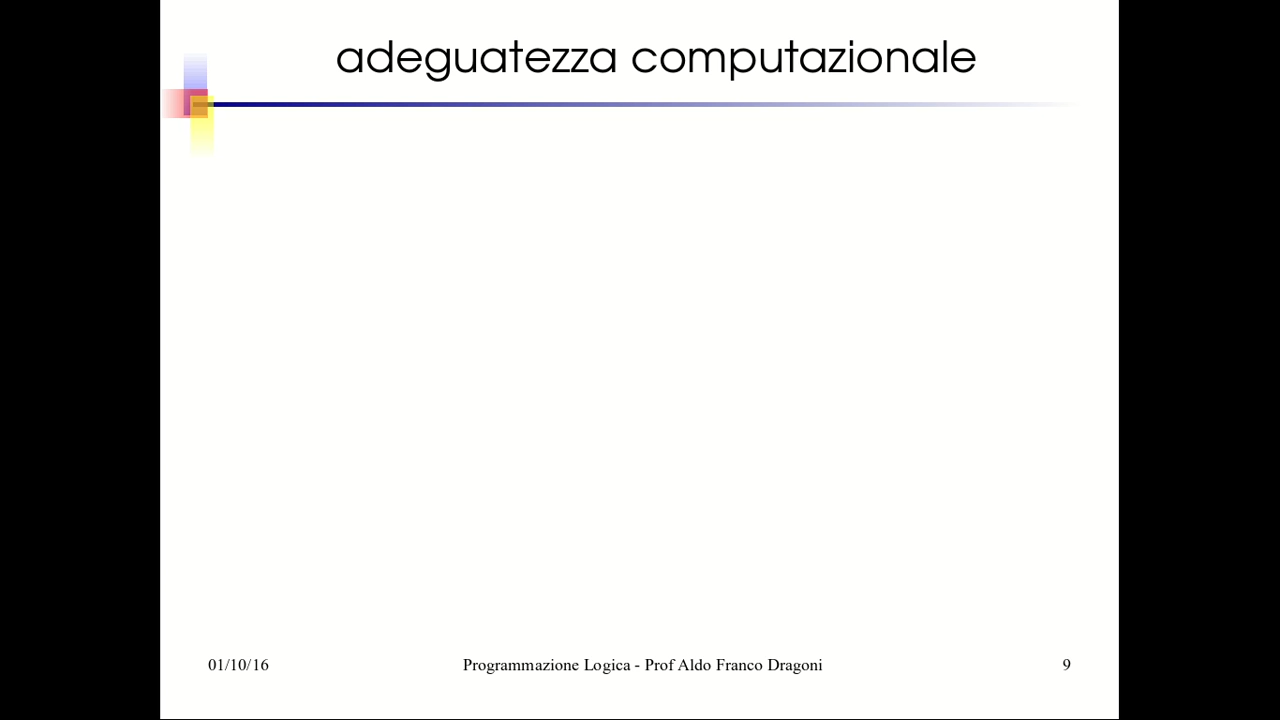 adeguatezza computazionale
01/10/16
Programmazione Logica - Prof Aldo Franco Dragoni
9